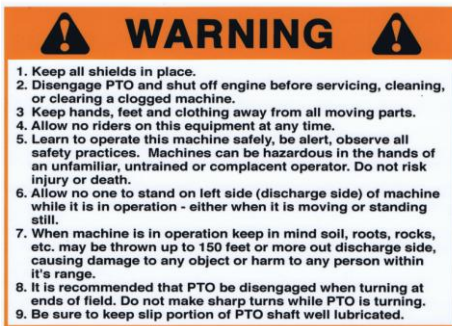 WARNING
1. Keep all shields in place.
2. Disengage PTO and shut off engine before servicing, cleaning,
or clearing a clogged machine.
3 Keep hands, feet and clothing away from all moving parts.
4. Allow no riders on this equipment at any time.
5. Learn to operate this machine safely, be alert, observe all
safety practices. Machines can be hazardous in the hands of
an unfamiliar, untrained or complacent operator. Do not risk
injury or death.
6. Allow no one to stand on left side (discharge side) of machine
while it is in operation - either when it is moving or standing
still.
7. When machine is in operation keep in mind soil, roots, rocks,
etc. may be thrown up to 150 feet or more out discharge side,
causing damage to any object or harm to any person within
it's range.
8. It is recommended that PTO be disengaged when turning at
ends of field. Do not make sharp turns while PTO is turning.
9. Be sure to keep slip portion of PTO shaft well lubricated.